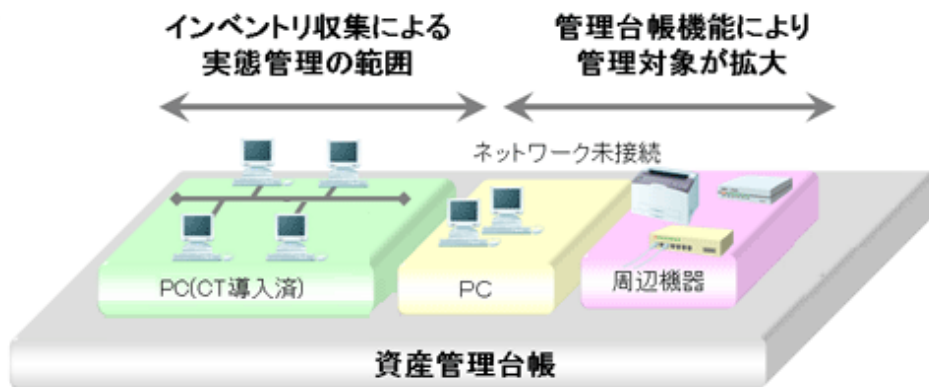 インベントリ収集による
実態管理の範囲
管理台帳機能により
管理対象が拡大
ネットワーク未接続
PC(CT導入済)
PC
周辺機器
資産管理台帳